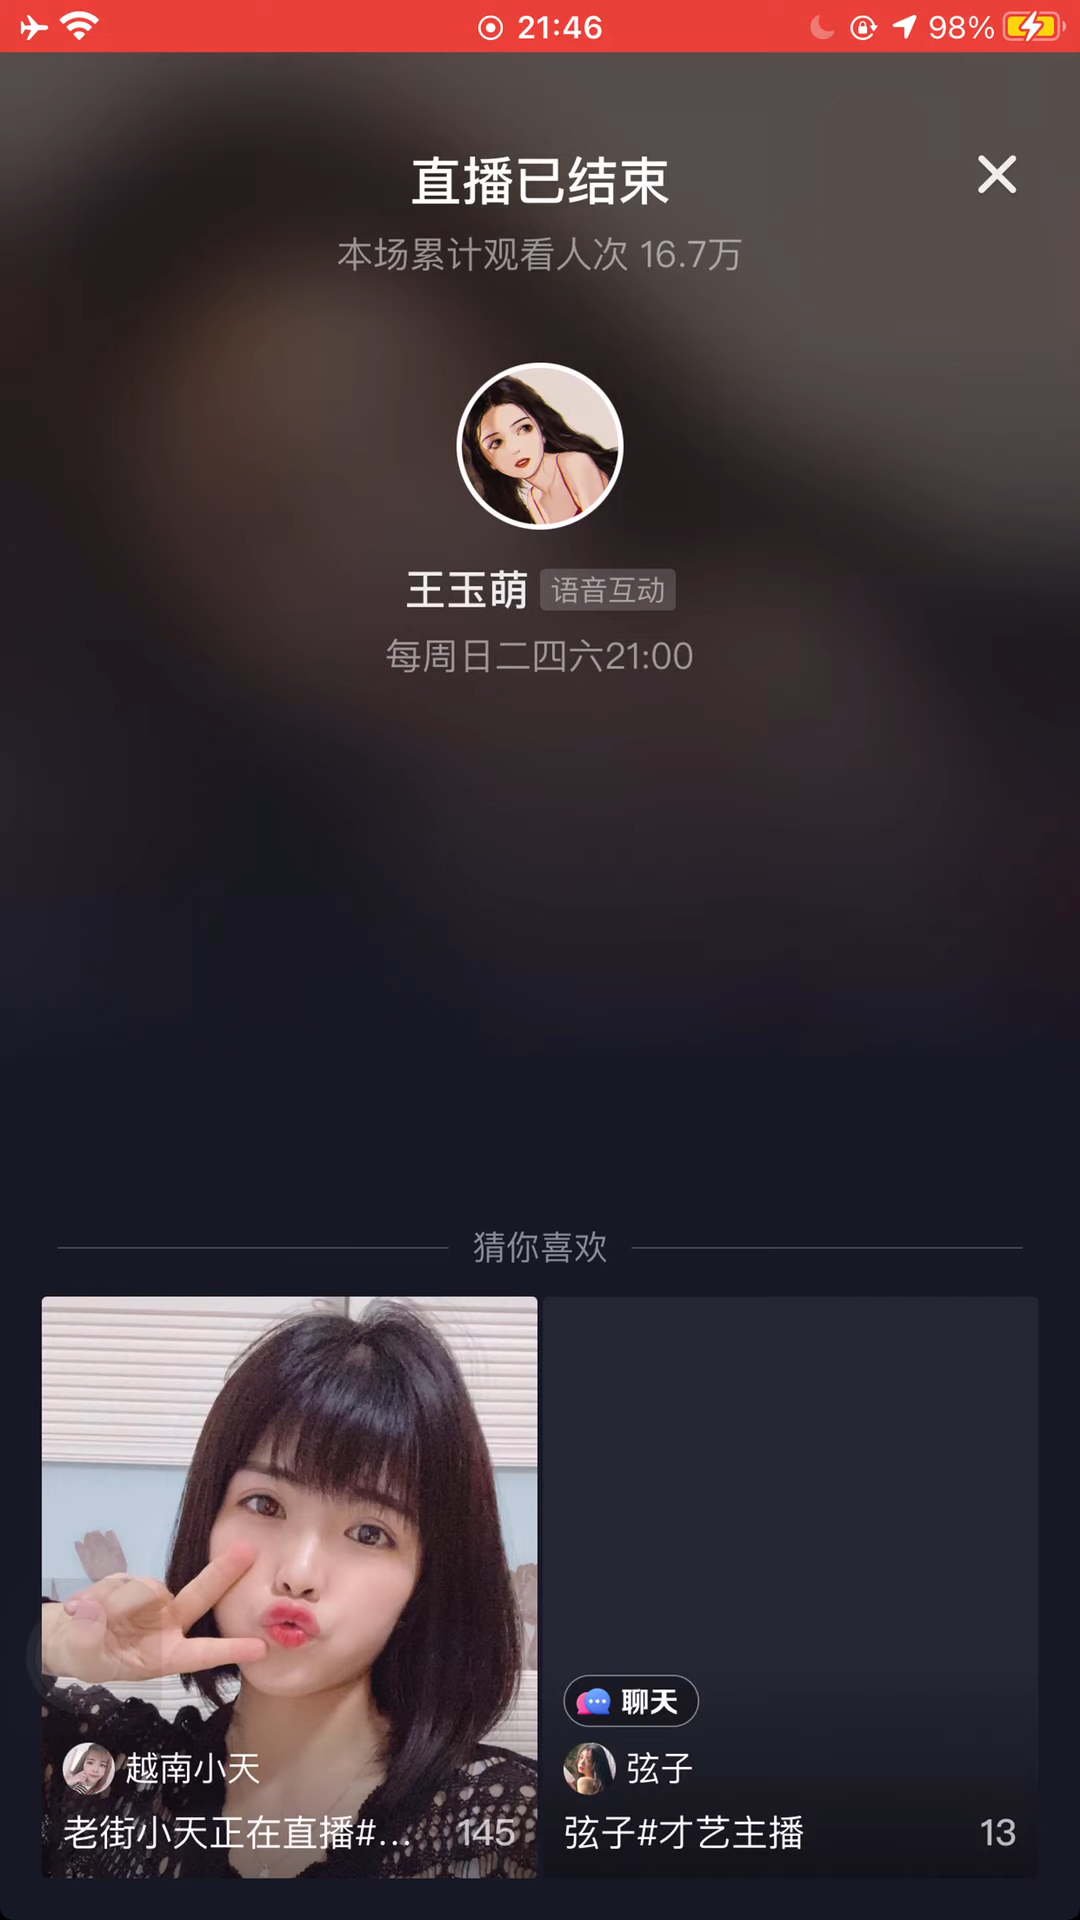 21:46
98%
直播已结束
本场累计观看人次 16.7万
王玉萌 语音互动
每周日二四六21:00
猜你喜欢
越南小天
老街小天正在直播#... 145
聊天
弦子
弦子#才艺主播 13